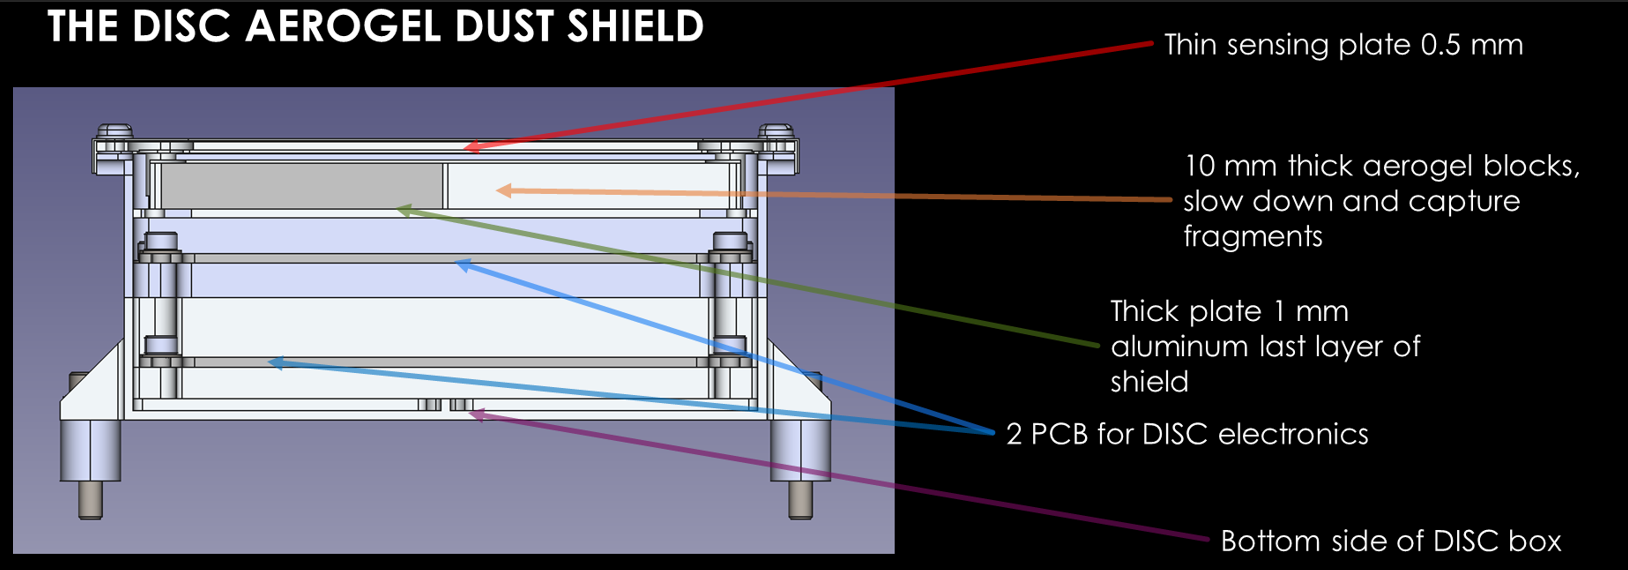 THE DISC AEROGEL DUST SHIELD
Thin sensing plate 0.5 mm
10 mm thick aerogel blocks,
slow down and capture
fragments
Thick plate 1 mm
aluminum last layer of
shield
2 PCB for DISC electronics
Bottom side of DISC box